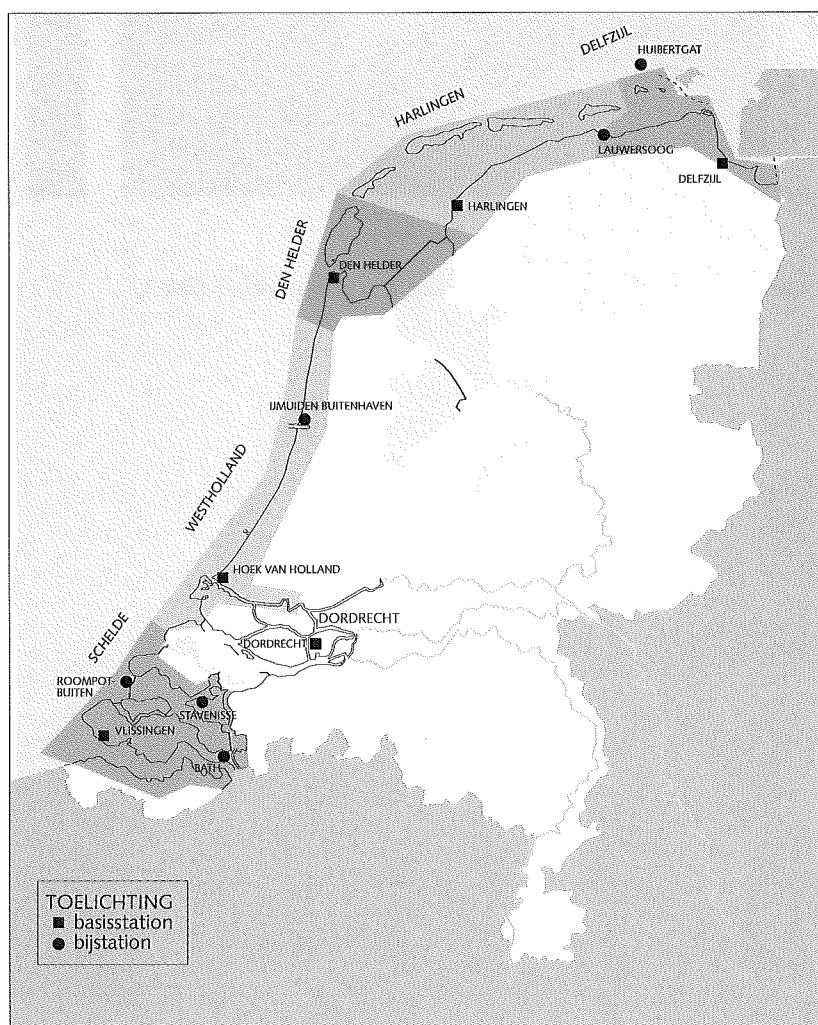 DELFZIJL
HUIBERTGAT
HARLINGEN
LAUWERSOOG
DELFZIJL
HARLINGEN
DEN HELDER
DEN HELDER
IJMUIDEN BUITENHAVEN
WESTHOLLAND
HOEK VAN HOLLAND
DORDRECHT
DORDRECHT
SCHELDE
ROOMPOT-
BUITEN
STAVENISSE
VLISSINGEN
BATH
TOELICHTING
basisstation
bijstation